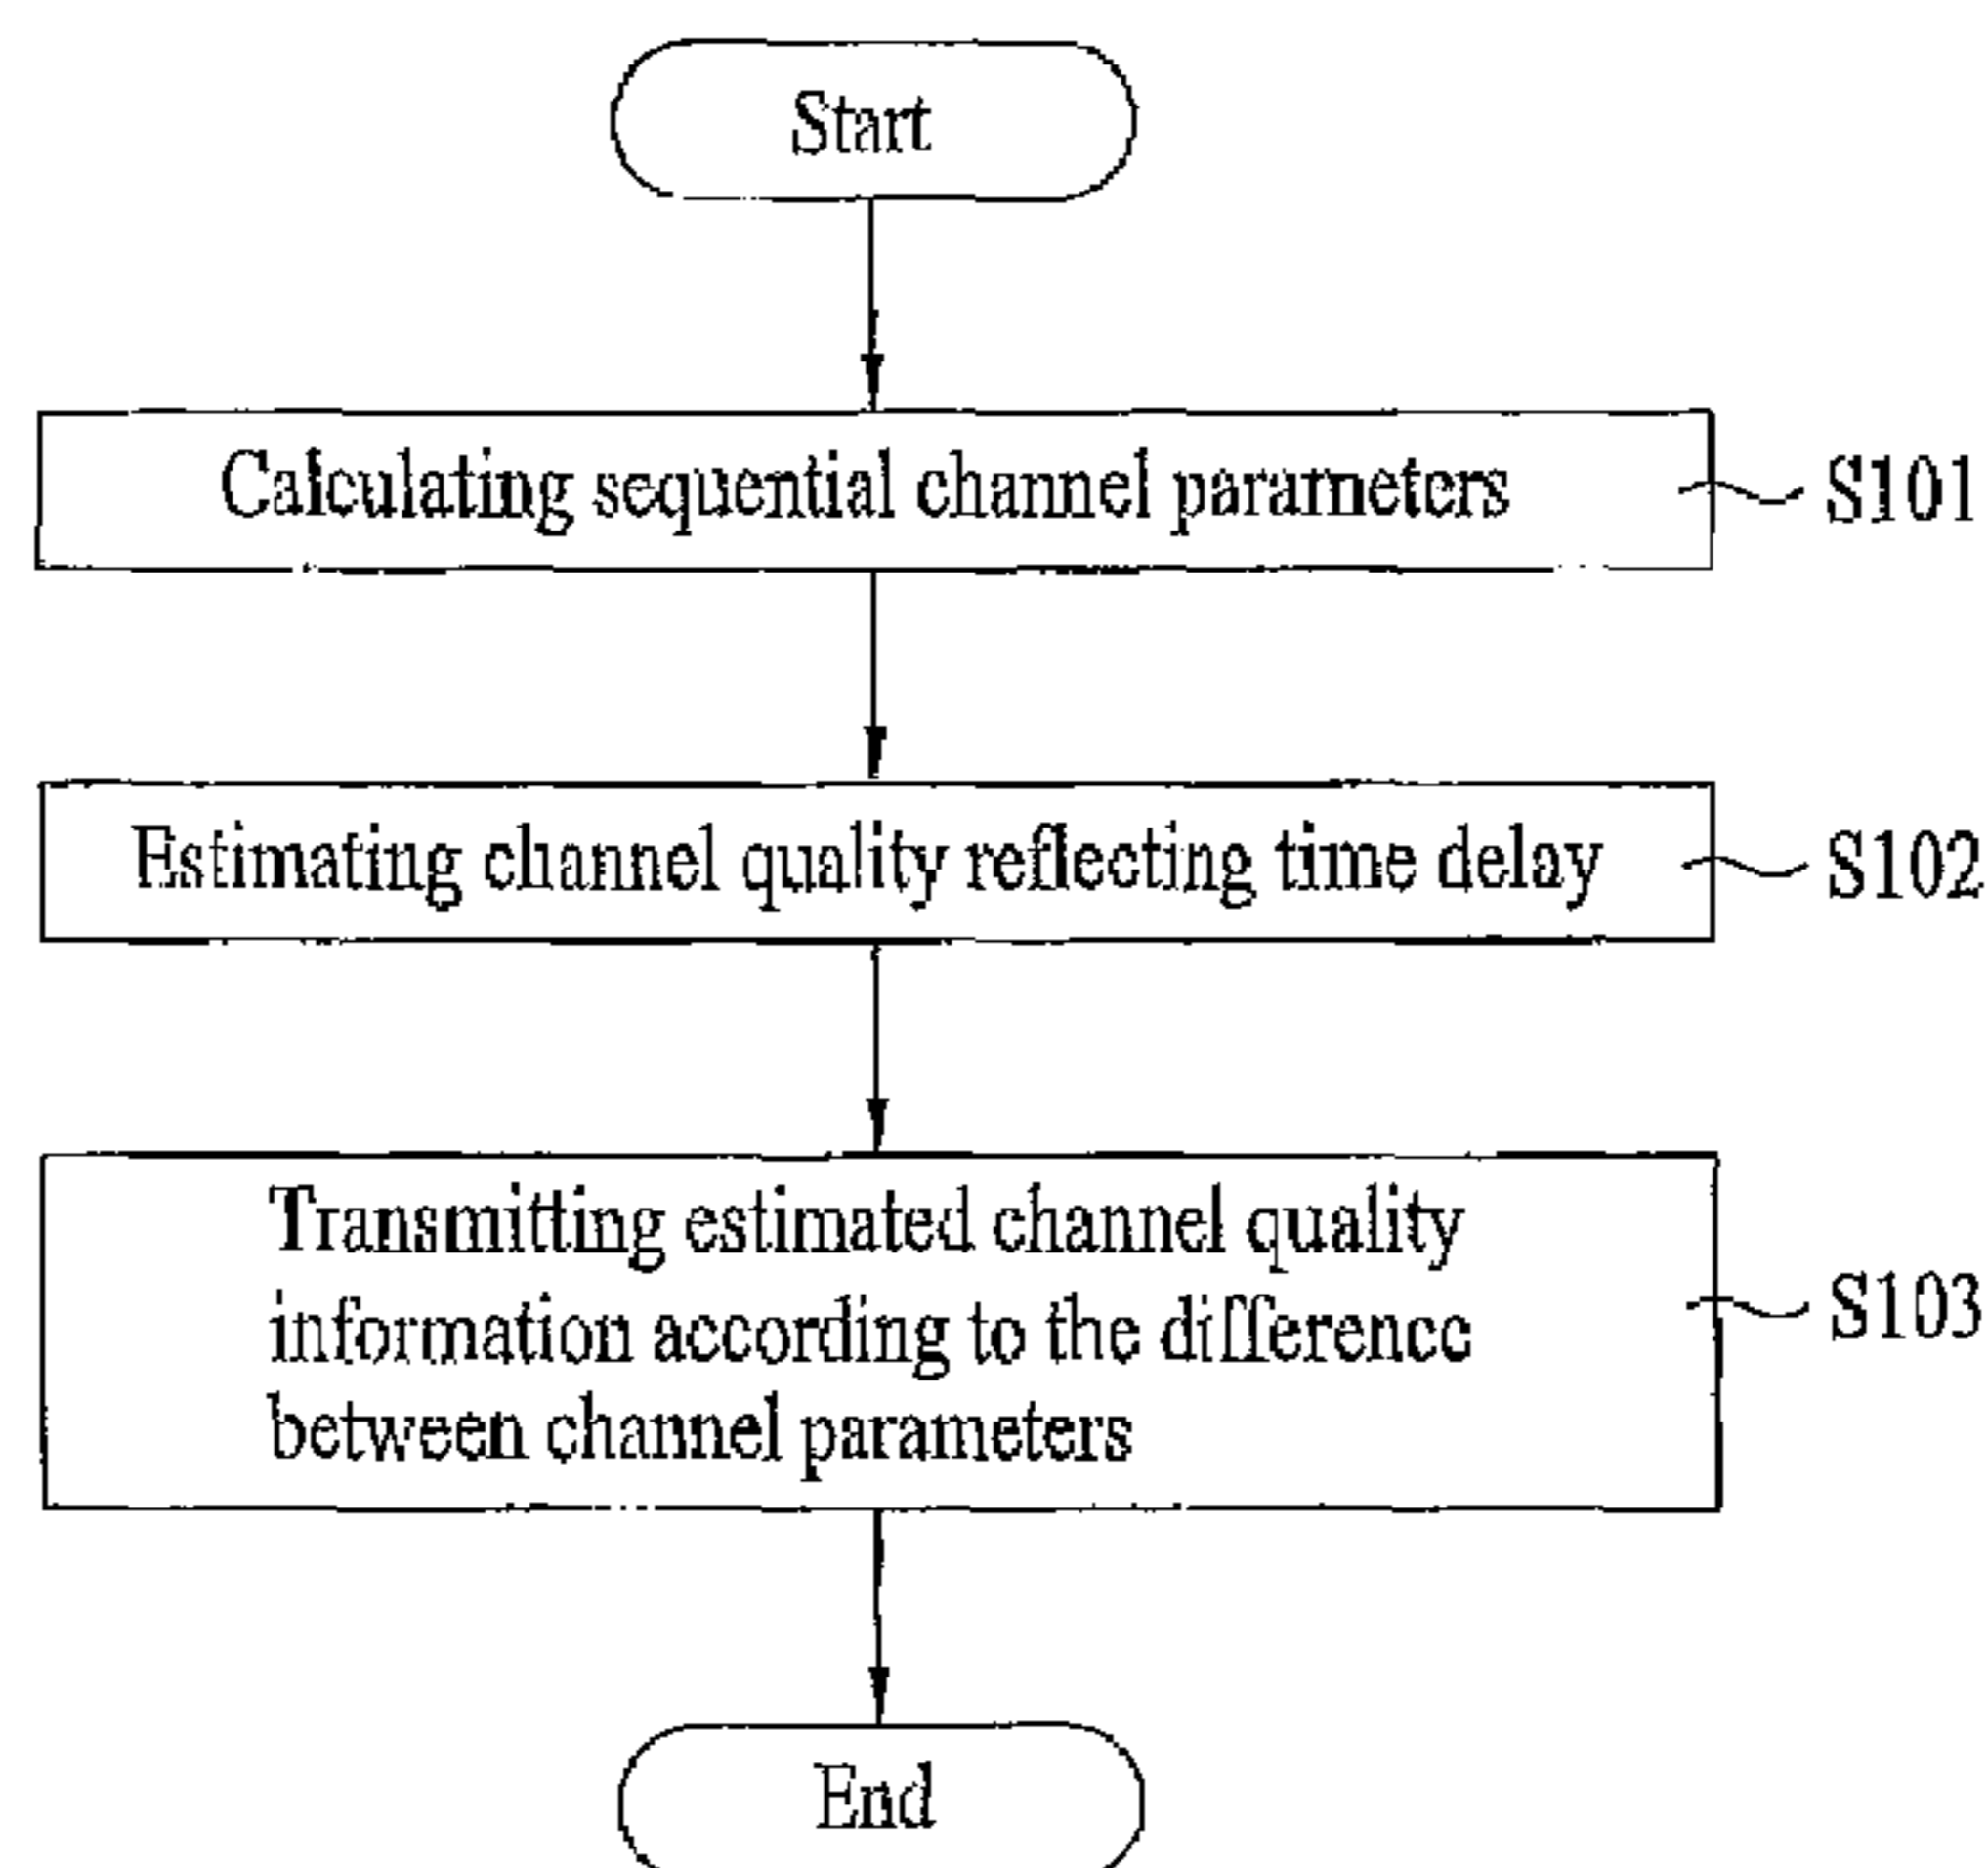 Start
Calculating sequential channel parameters
S101
Estimating channel quality reflecting time delay
S102
Transmitting estimated channel quality
information according to the difference
between channel parameters
S103
End